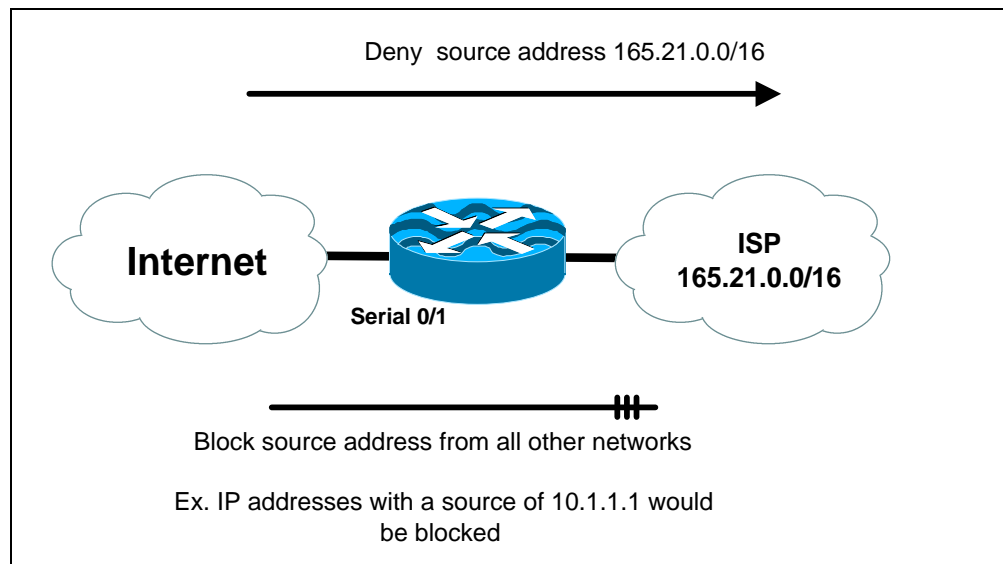 Deny source address 165.21.0.0/16
Internet
Serial 0/1
ISP
165.21.0.0/16
Block source address from all other networks
Ex. IP addresses with a source of 10.1.1.1 would
be blocked